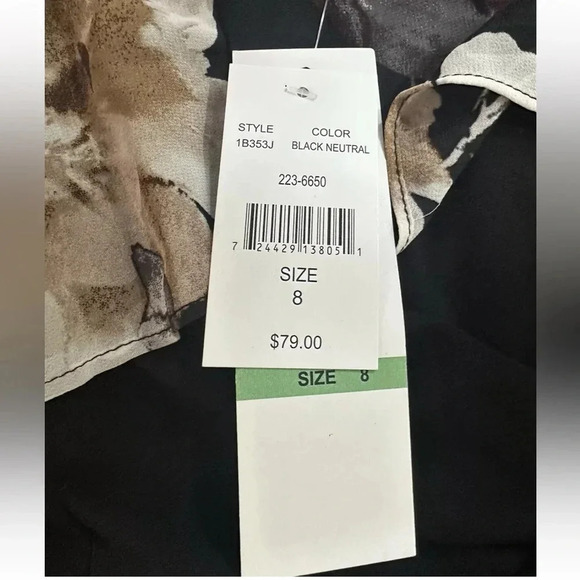 STYLE COLOR
1B353J BLACK NEUTRAL
223-6650
7 24429 13805 1
SIZE
8
$79.00
SIZE 8